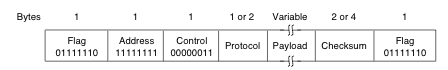 Bytes 1 1 1 1 or 2 Variable 2 or 4 1
Flag Address Control Protocol Payload Checksum Flag
01111110 11111111 00000011 01111110